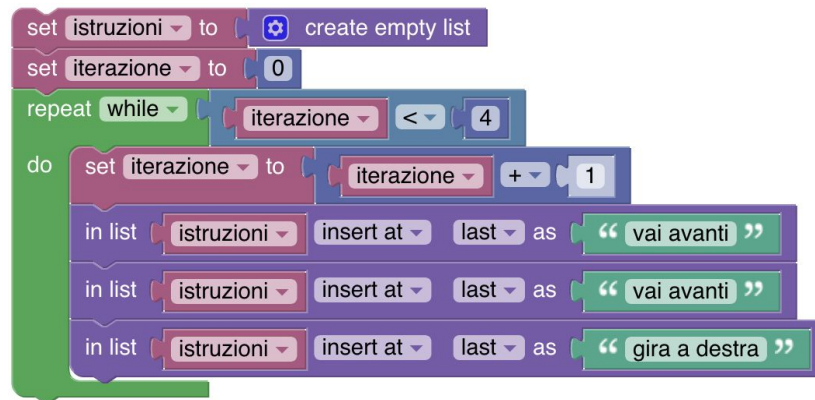 set istruzioni to create empty list
set iterazione to 0
repeat while iterazione < 4
do set iterazione to iterazione + 1
in list istruzioni insert at last as “ vai avanti ”
in list istruzioni insert at last as “ vai avanti ”
in list istruzioni insert at last as “ gira a destra ”